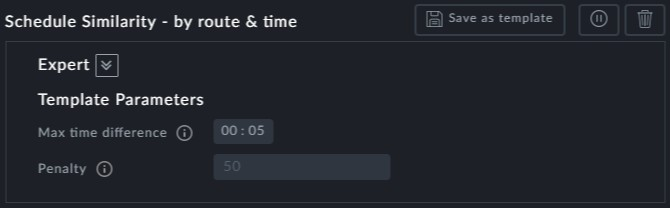 Schedule Similarity - by route & time
Save as template
Expert
Template Parameters
Max time difference
00 : 05
Penalty
50